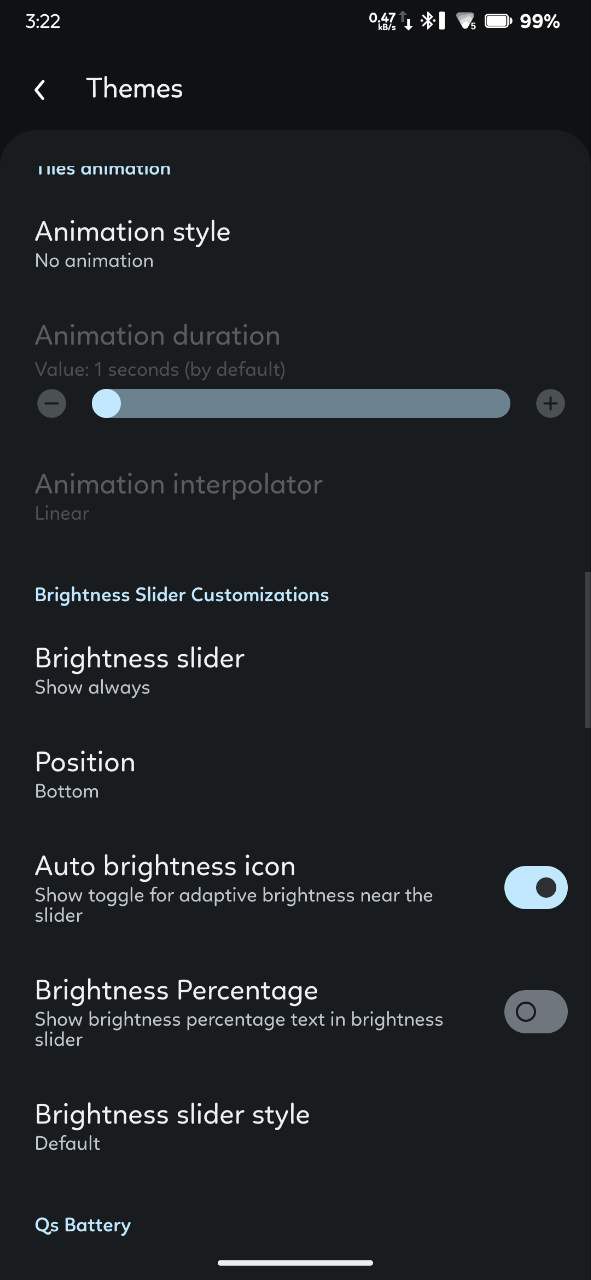 3:22
0.47 kB/s 5 99%
Themes
Tiles animation
Animation style
No animation
Animation duration
Value: 1 seconds (by default)
Animation interpolator
Linear
Brightness Slider Customizations
Brightness slider
Show always
Position
Bottom
Auto brightness icon
Show toggle for adaptive brightness near the
slider
Brightness Percentage
Show brightness percentage text in brightness
slider
Brightness slider style
Default
Qs Battery